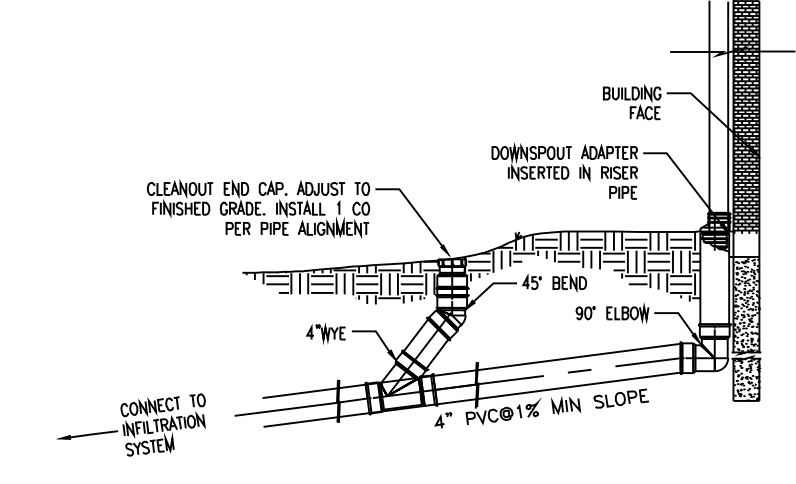 BUILDING
FACE
DOWNSPOUT ADAPTER
INSERTED IN RISER
PIPE
CLEANOUT END CAP. ADJUST TO
FINISHED GRADE. INSTALL 1 CO
PER PIPE ALIGNMENT
45° BEND
90° ELBOW
4"WYE
CONNECT TO
INFILTRATION
SYSTEM
4" PVC@1% MIN SLOPE